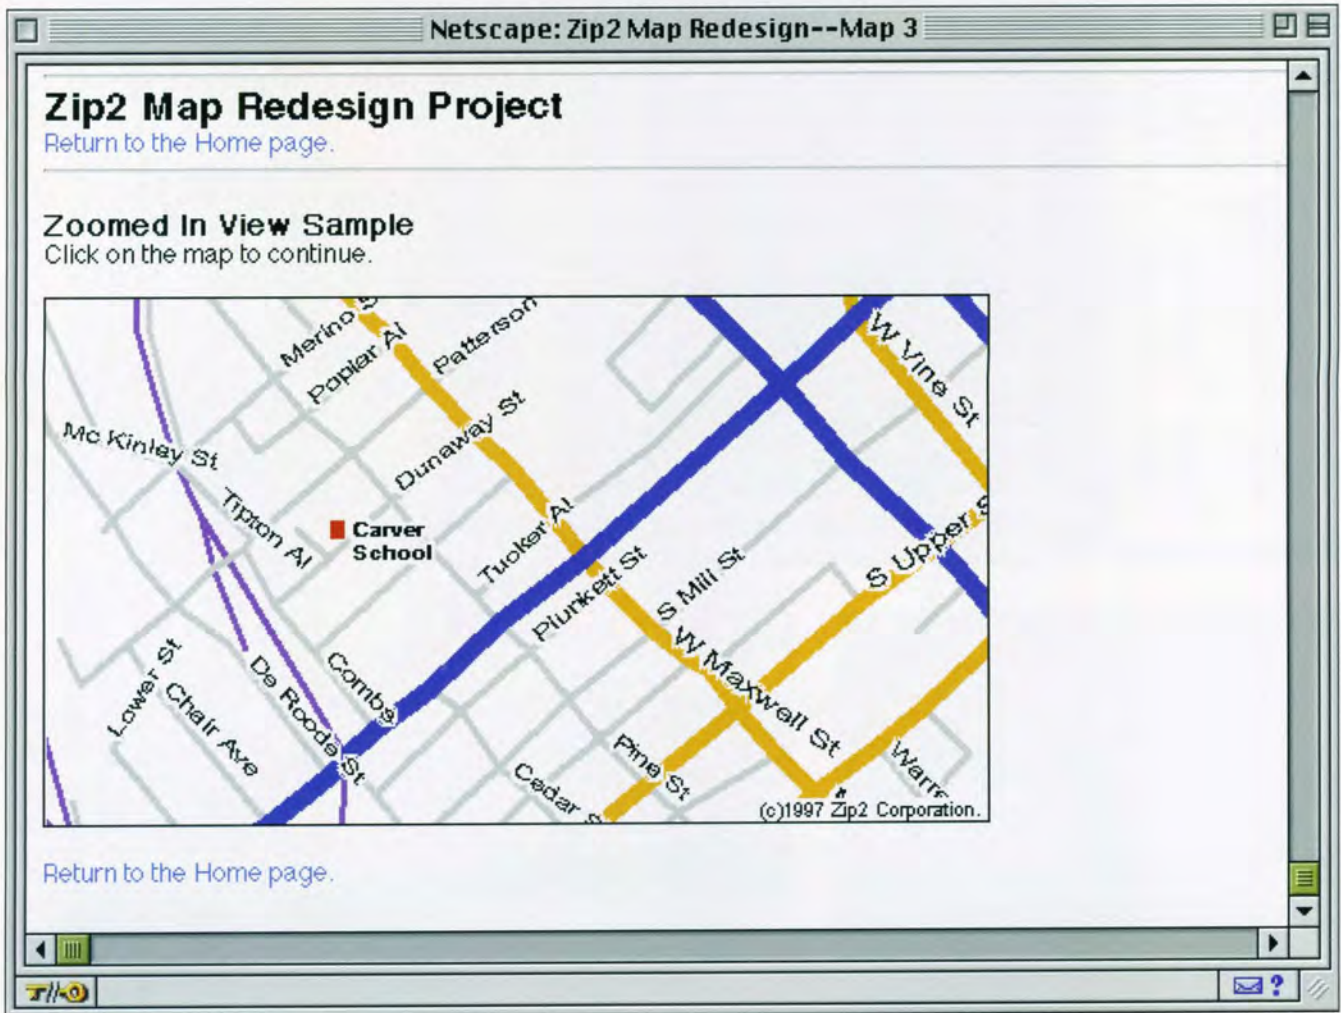 Netscape: Zip2 Map Redesign--Map 3
Zip2 Map Redesign Project
Return to the Home page.
Zoomed In View Sample
Click on the map to continue.
Merino S
Popler Al
Patterson
W Vine St
Mc Kinley St
Dunaway St
Tipton Al
Carver
School
Tucker Al
S Upper S
Plunkett St
S Mill St
W Maxwell St
Lower St
Chair Ave
De Roode St
Combs
Pine St
Cedar S
Warre
(c)1997 Zip2 Corporation.
Return to the Home page.
?